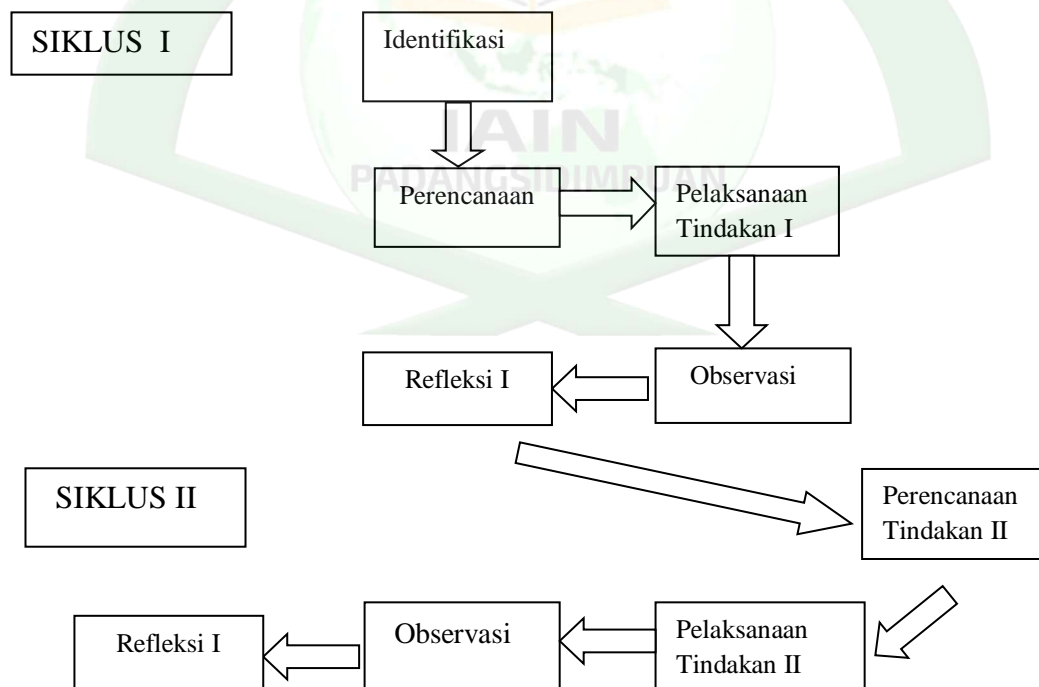 SIKLUS I
Identifikasi
IAIN
PADANGSIDIMPUAN
Perencanaan
Pelaksanaan
Tindakan I
Refleksi I
Observasi
SIKLUS II
Perencanaan
Tindakan II
Refleksi I
Observasi
Pelaksanaan
Tindakan II